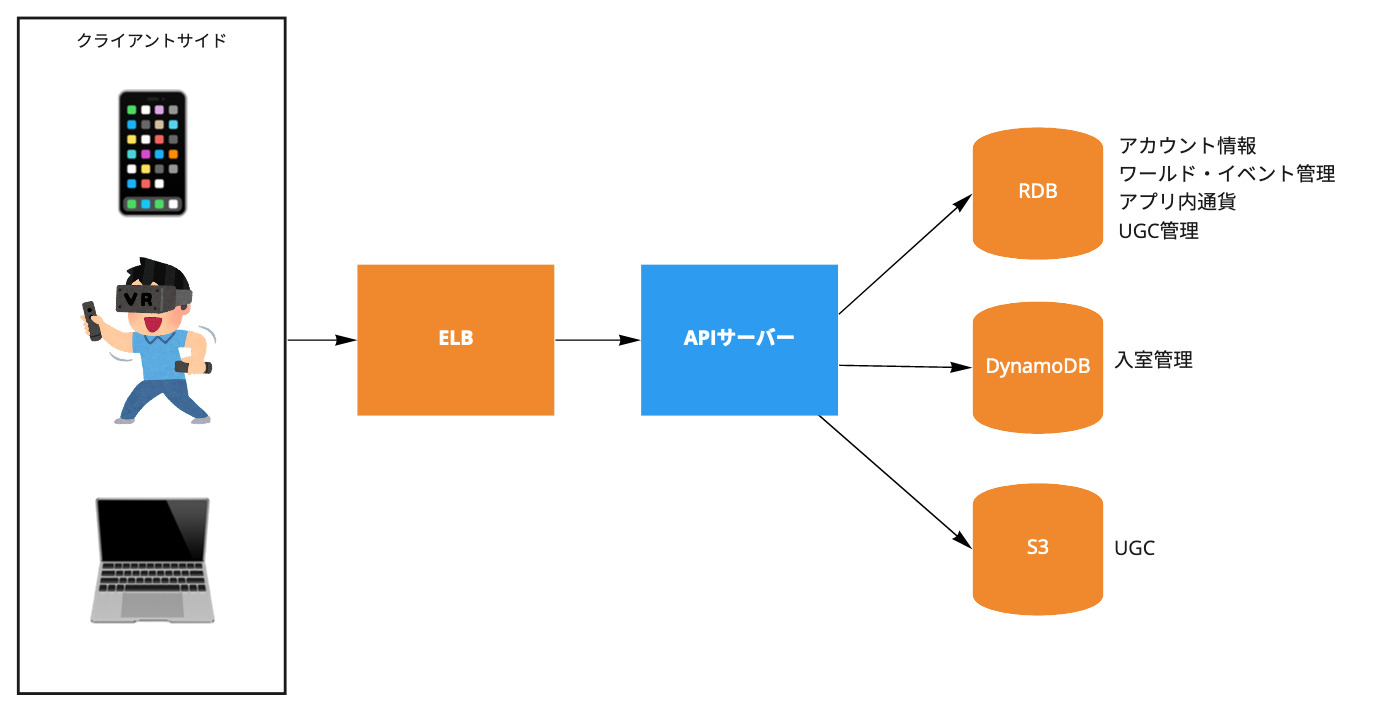 クライアントサイド
VR
ELB
APIサーバー
RDB
アカウント情報
ワールド・イベント管理
アプリ内通貨
UGC管理
DynamoDB
入室管理
S3
UGC